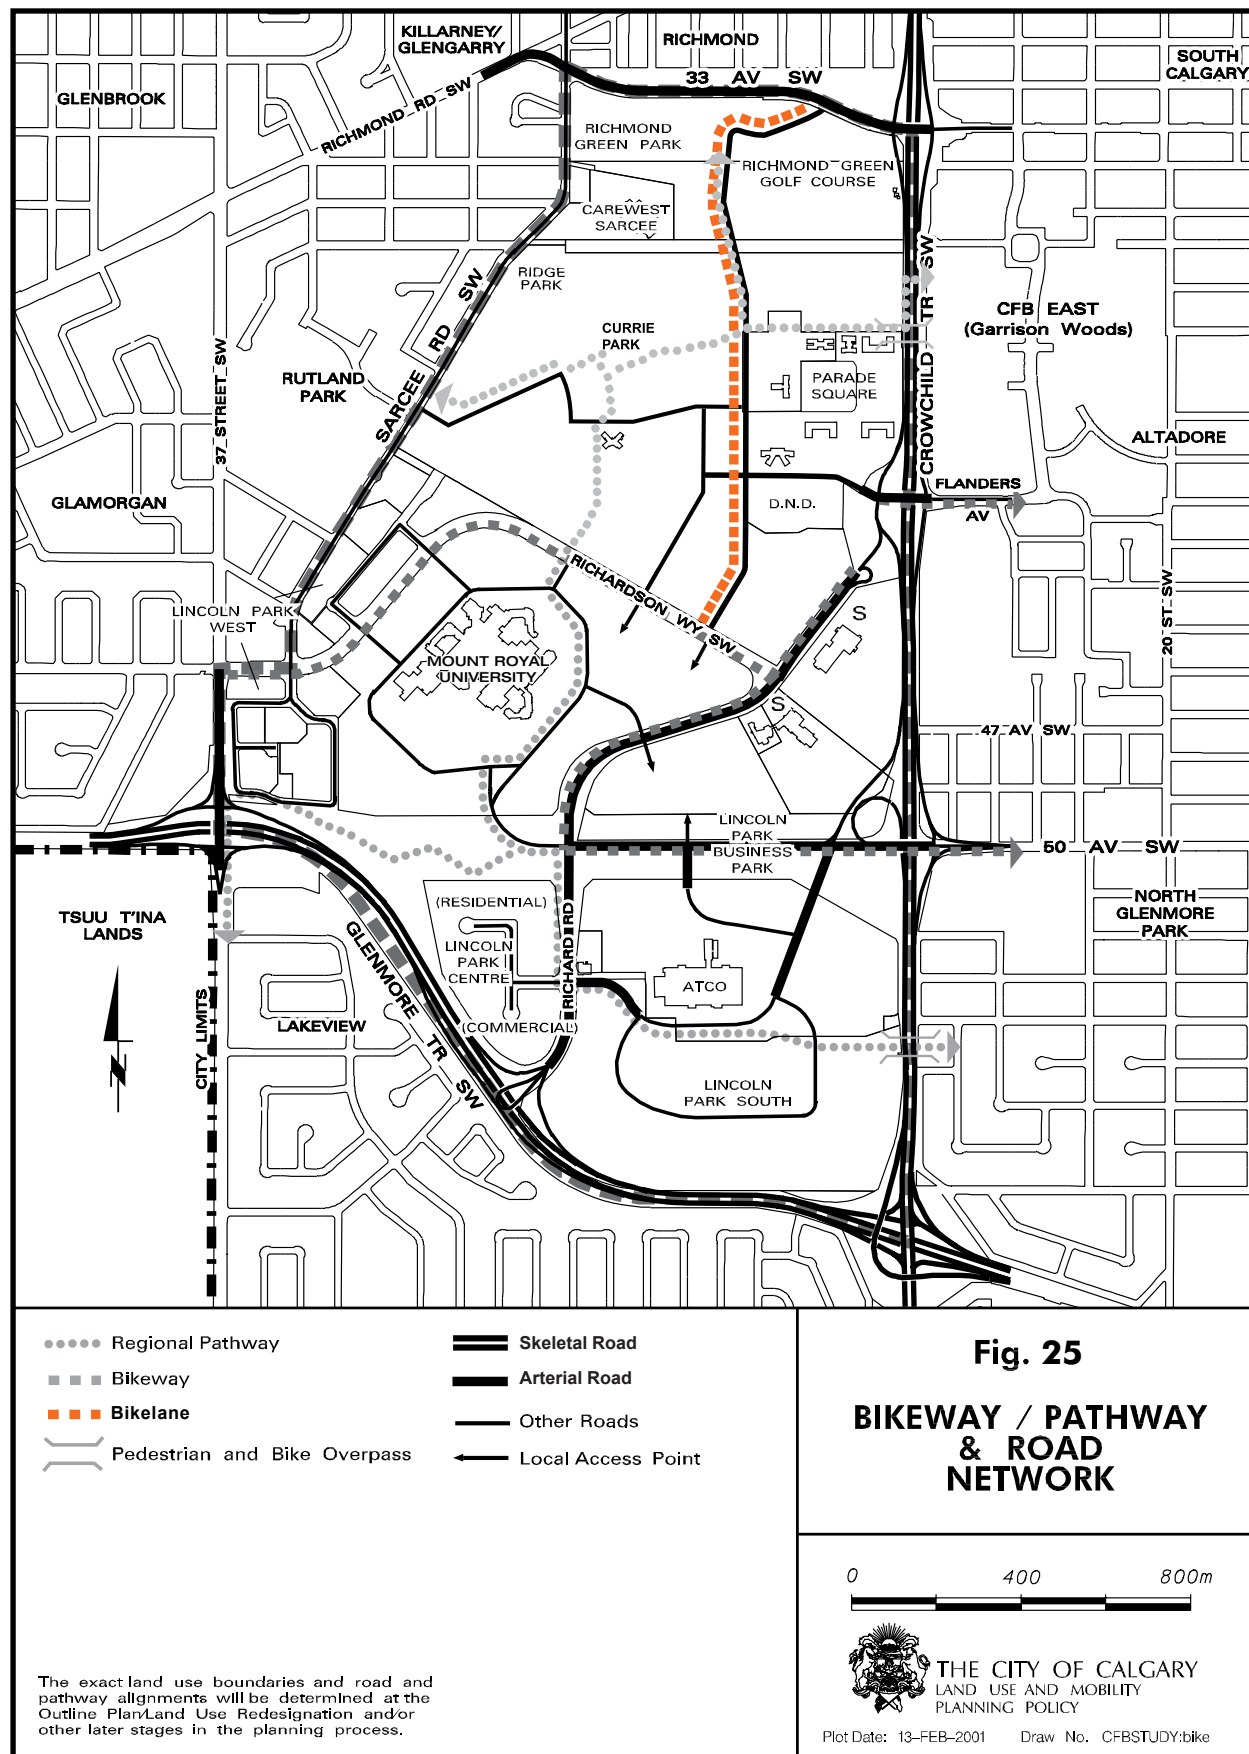 KILLARNEY/
GLENGARRY
RICHMOND
SOUTH
CALGARY
33 AV SW
GLENBROOK
RICHMOND RD SW
RICHMOND
GREEN PARK
RICHMOND GREEN
GOLF COURSE
CAREWEST
SARCEE
RIDGE
PARK
CURRIE
PARK
CFB EAST
(Garrison Woods)
CROWCHILD TR SW
SARCEE RD SW
37 STREET SW
RUTLAND
PARK
PARADE
SQUARE
ALTADORE
GLAMORGAN
D.N.D.
FLANDERS
AV
RICHARDSON WY SW
20 ST SW
LINCOLN PARK
WEST
S
MOUNT ROYAL
UNIVERSITY
S
47 AV SW
LINCOLN
PARK
BUSINESS
PARK
50 AV SW
TSUU T'INA
LANDS
(RESIDENTIAL)
LINCOLN
PARK
CENTRE
(COMMERCIAL)
RICHARD RD
NORTH
GLENMORE
PARK
GLENMORE TR SW
ATCO
LAKEVIEW
CITY LIMITS
N
LINCOLN
PARK SOUTH
Regional Pathway
Bikeway
Bikelane
Pedestrian and Bike Overpass
Skeletal Road
Arterial Road
Other Roads
Local Access Point
Fig. 25
BIKEWAY / PATHWAY
& ROAD
NETWORK
0 400 800m
THE CITY OF CALGARY
LAND USE AND MOBILITY
PLANNING POLICY
Plot Date: 13-FEB-2001 Draw No. CFBSTUDY:bike
The exact land use boundaries and road and
pathway alignments will be determined at the
Outline Plan/Land Use Redesignation and/or
other later stages in the planning process.